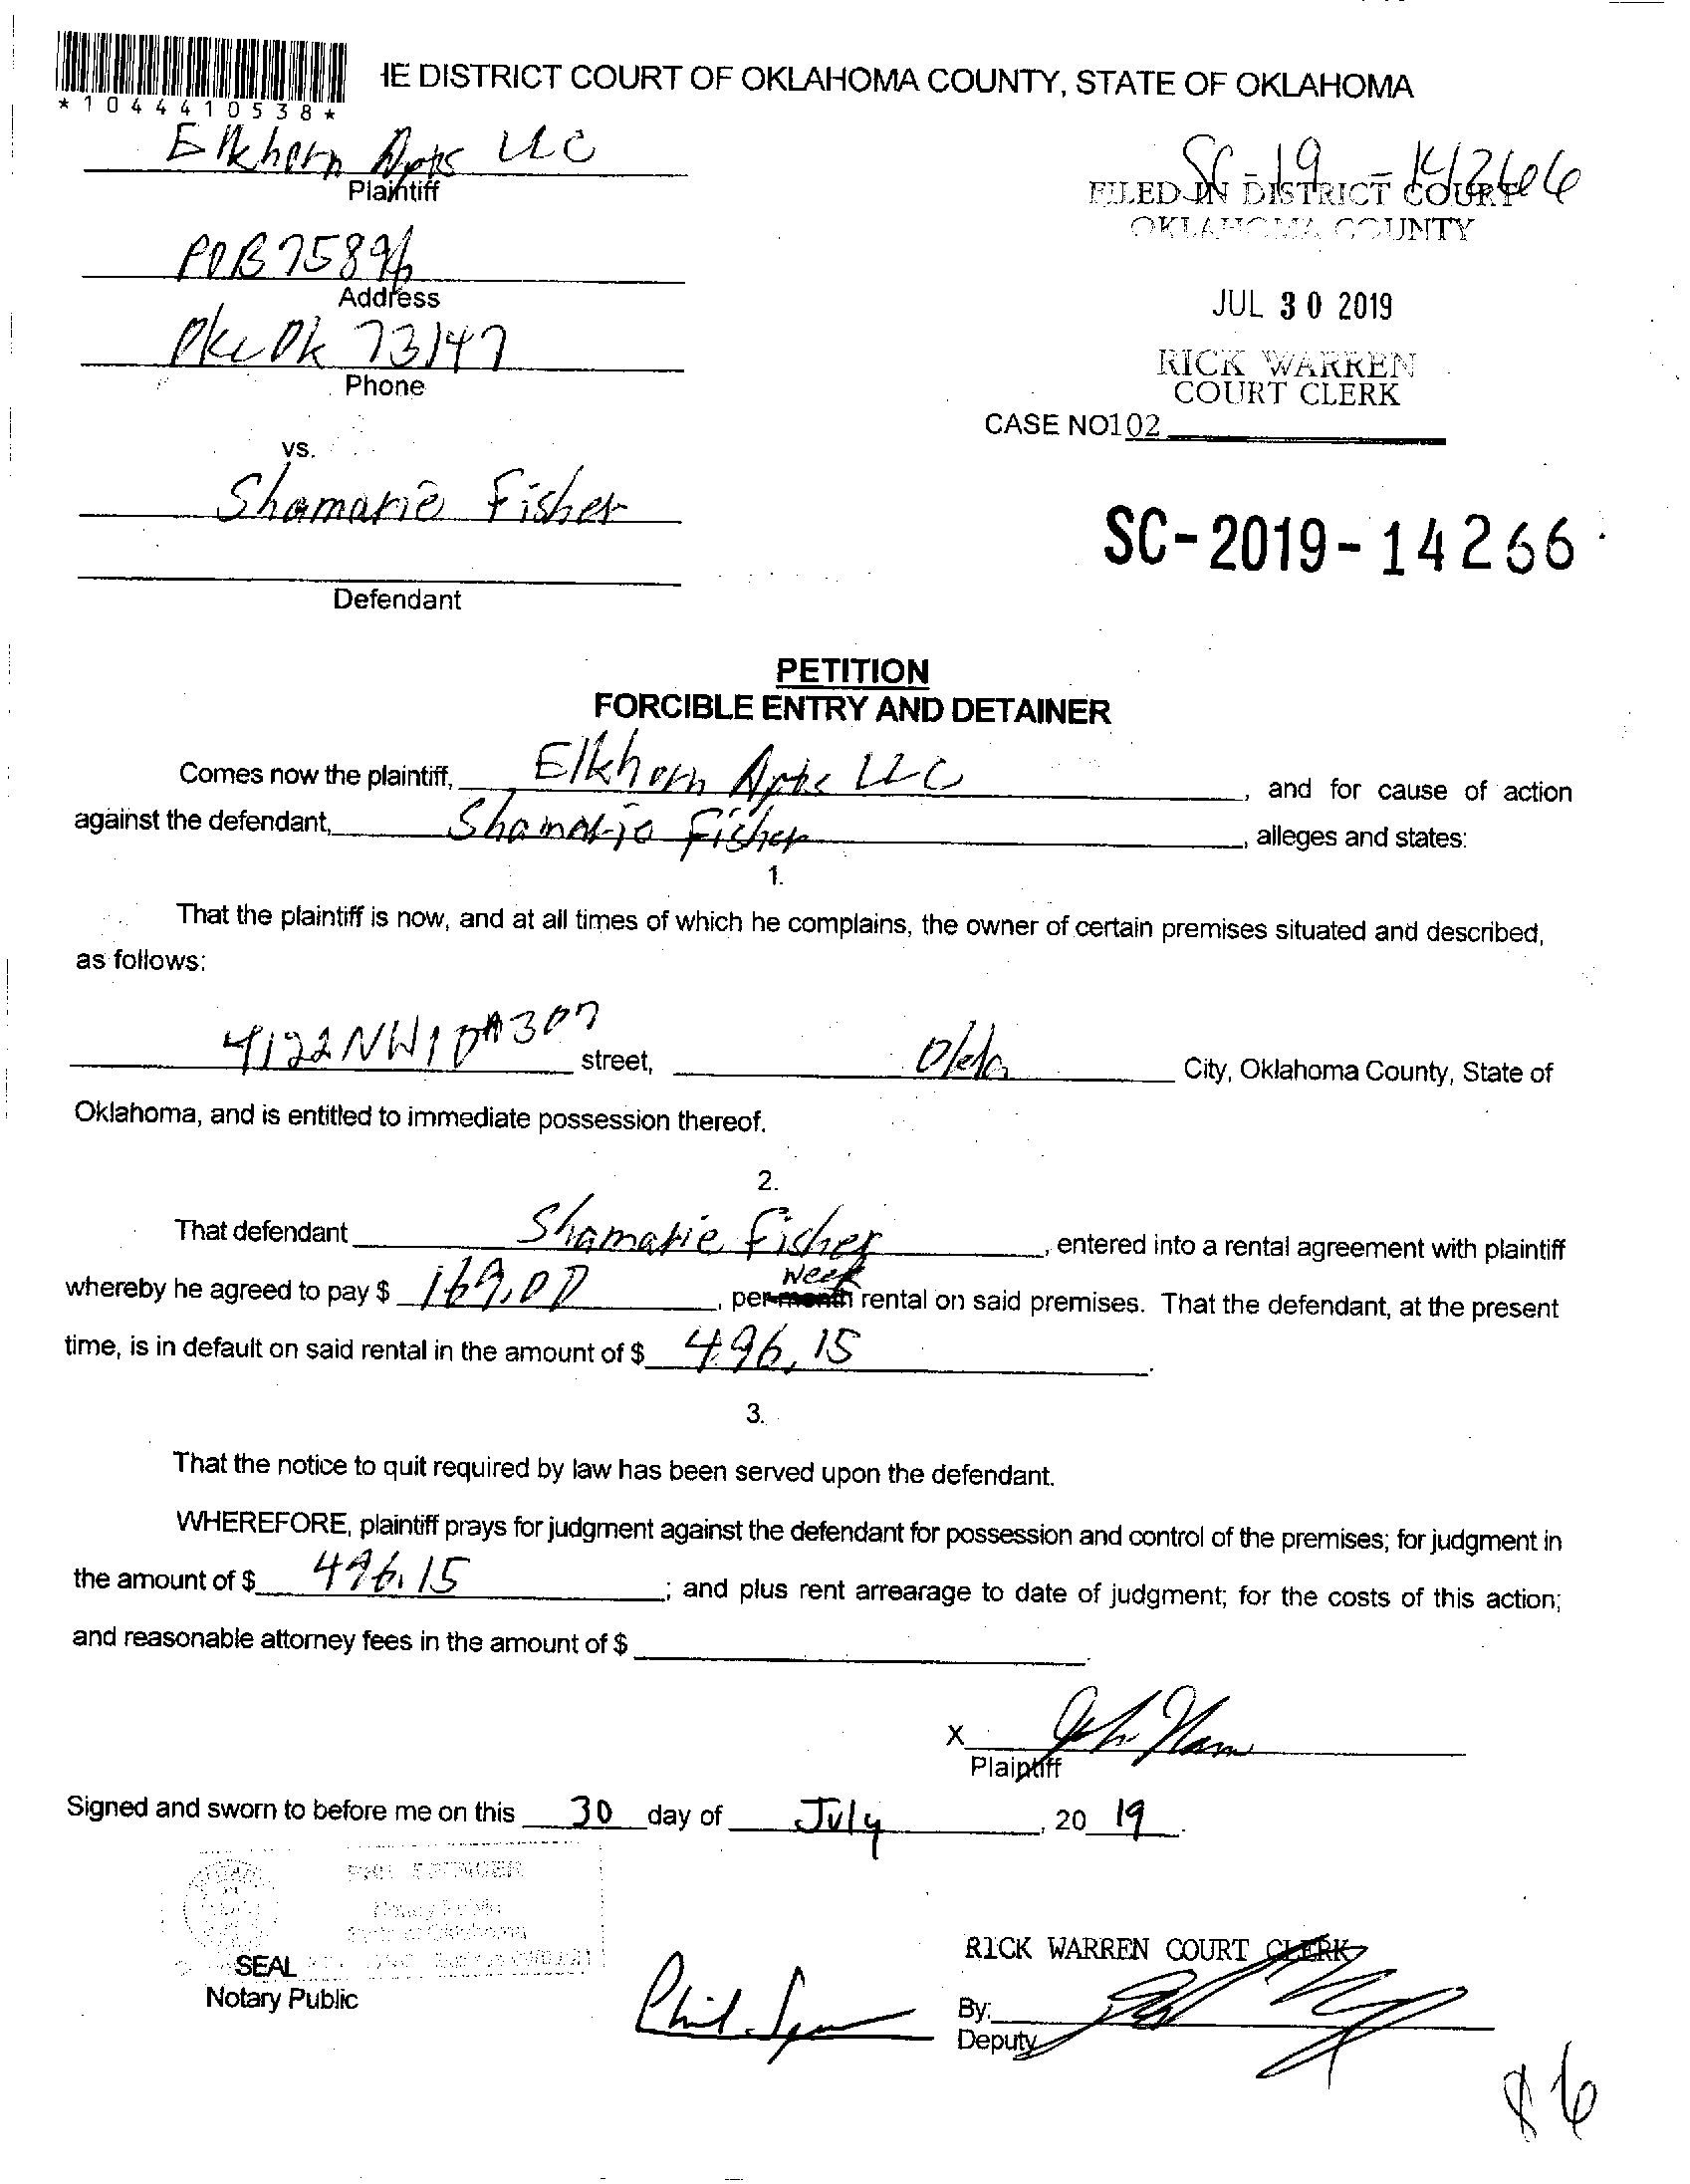 IE DISTRICT COURT OF OKLAHOMA COUNTY, STATE OF OKLAHOMA
*1044410538*
Elkhorn Apts LLC
Plaintiff
SC-19-14266
FILED IN DISTRICT COURT
OKLAHOMA COUNTY
POB 75896
Address
JUL 30 2019
Okc Ok 73147
Phone
RICK WARREN
COURT CLERK
CASE NO102
vs.
Shamarie Fisher
SC-2019-14266
Defendant
PETITION
FORCIBLE ENTRY AND DETAINER
Comes now the plaintiff, Elkhorn Apts LLC, and for cause of action
against the defendant, Shamarie Fisher, alleges and states:
1.
That the plaintiff is now, and at all times of which he complains, the owner of certain premises situated and described,
as follows:
4122 NW 10 #307 street, Okla City, Oklahoma County, State of
Oklahoma, and is entitled to immediate possession thereof.
2.
That defendant Shamarie Fisher, entered into a rental agreement with plaintiff
week
whereby he agreed to pay $ 169.00, per month rental on said premises. That the defendant, at the present
time, is in default on said rental in the amount of $ 496.15.
3.
That the notice to quit required by law has been served upon the defendant.
WHEREFORE, plaintiff prays for judgment against the defendant for possession and control of the premises; for judgment in
the amount of $ 496.15; and plus rent arrearage to date of judgment; for the costs of this action;
and reasonable attorney fees in the amount of $
X
Plaintiff
Signed and sworn to before me on this 30 day of July, 2019.
Notary Public
State of Oklahoma
SEAL
Notary Public
RICK WARREN COURT CLERK
By:
Deputy
86